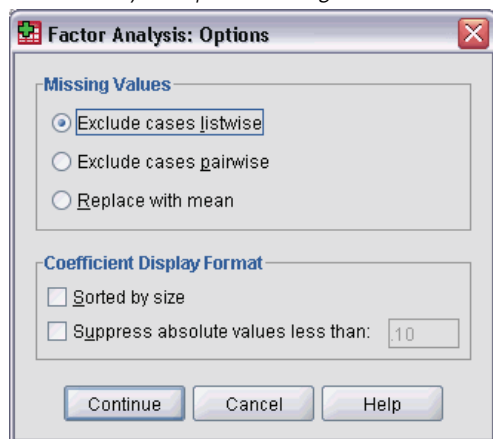 Factor Analysis: Options
Missing Values
Exclude cases listwise
Exclude cases pairwise
Replace with mean
Coefficient Display Format
Sorted by size
Suppress absolute values less than: .10
Continue Cancel Help